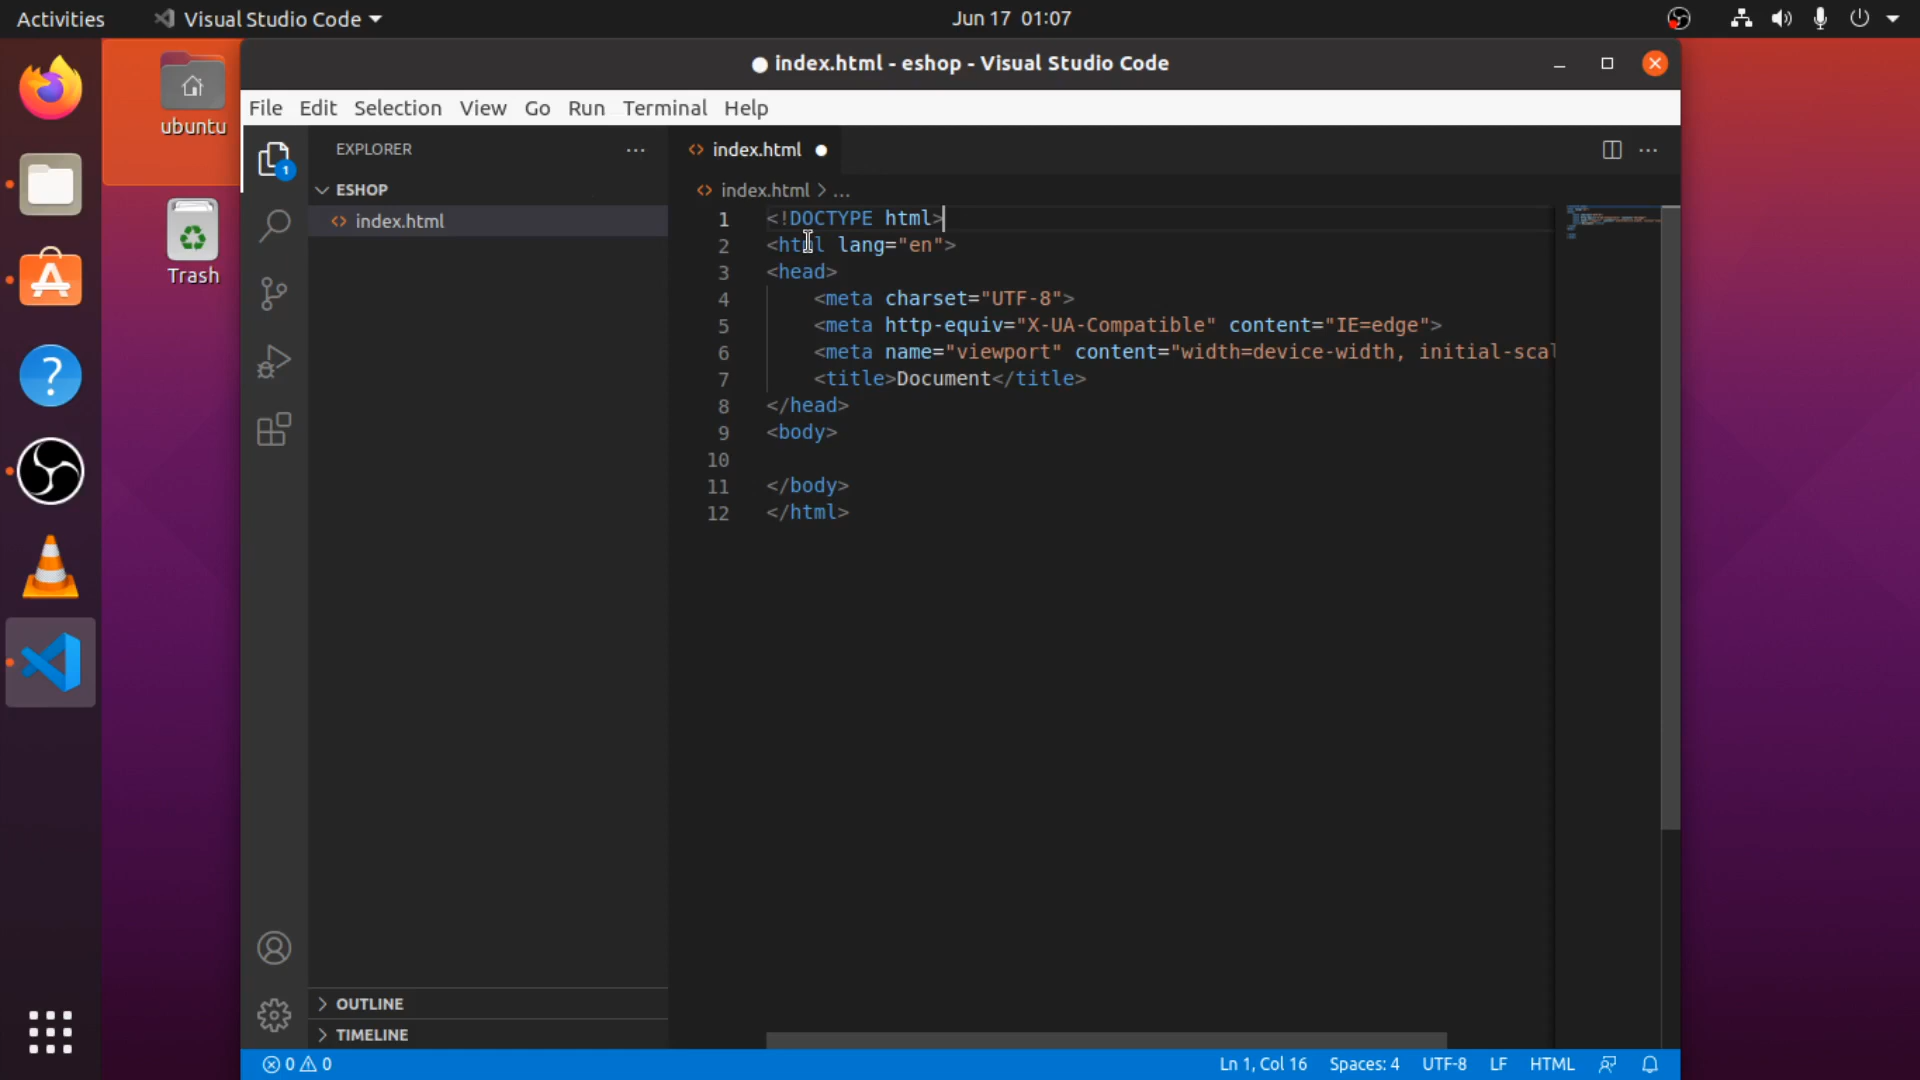 Activities
Visual Studio Code
Jun 17 01:07
ubuntu
Trash
● index.html - eshop - Visual Studio Code
File Edit Selection View Go Run Terminal Help
1
EXPLORER
ESHOP
<> index.html
<> index.html ●
<> index.html > ...
1 <!DOCTYPE html>
2 <html lang="en">
3 <head>
4 <meta charset="UTF-8">
5 <meta http-equiv="X-UA-Compatible" content="IE=edge">
6 <meta name="viewport" content="width=device-width, initial-scal
7 <title>Document</title>
8 </head>
9 <body>
10
11 </body>
12 </html>
OUTLINE
TIMELINE
0 0
Ln 1, Col 16 Spaces: 4 UTF-8 LF HTML